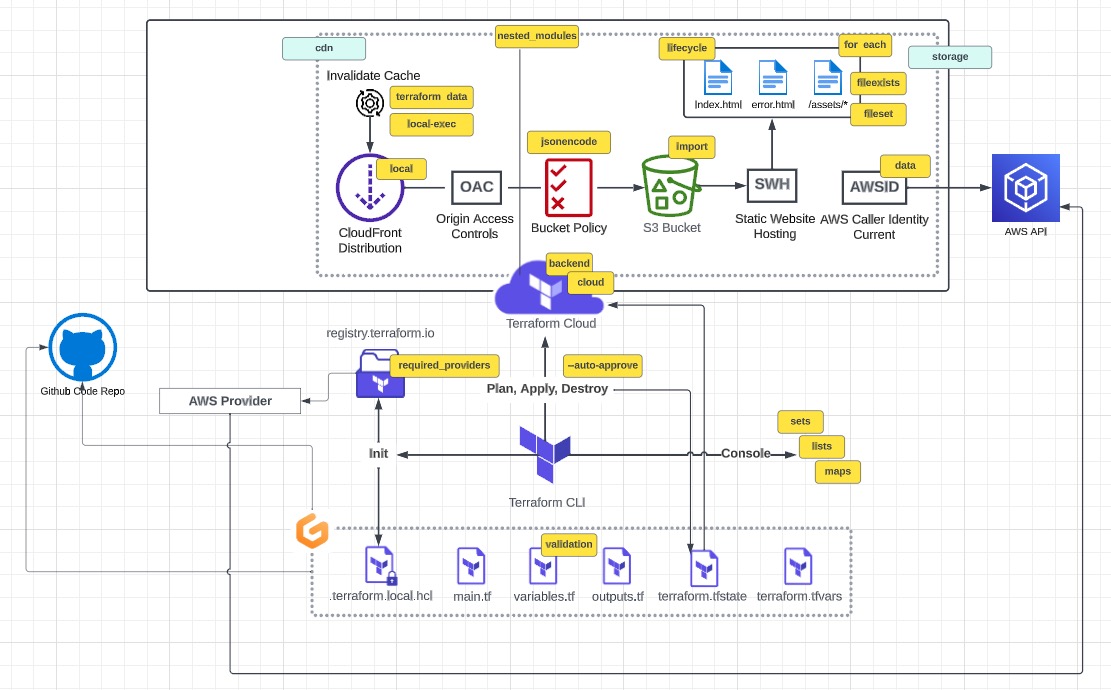 cdn
nested_modules
lifecycle
for_each
storage
Invalidate Cache
terraform_data
local-exec
index.html
error.html
/assets/*
fileexists
fileset
jsonencode
import
local
data
OAC
SWH
AWSID
CloudFront
Distribution
Origin Access
Controls
Bucket Policy
S3 Bucket
Static Website
Hosting
AWS Caller Identity
Current
AWS API
backend
cloud
Terraform Cloud
registry.terraform.io
required_providers
--auto-approve
Github Code Repo
AWS Provider
Plan, Apply, Destroy
Init
Console
sets
lists
maps
Terraform CLI
validation
.terraform.local.hcl
main.tf
variables.tf
outputs.tf
terraform.tfstate
terraform.tfvars